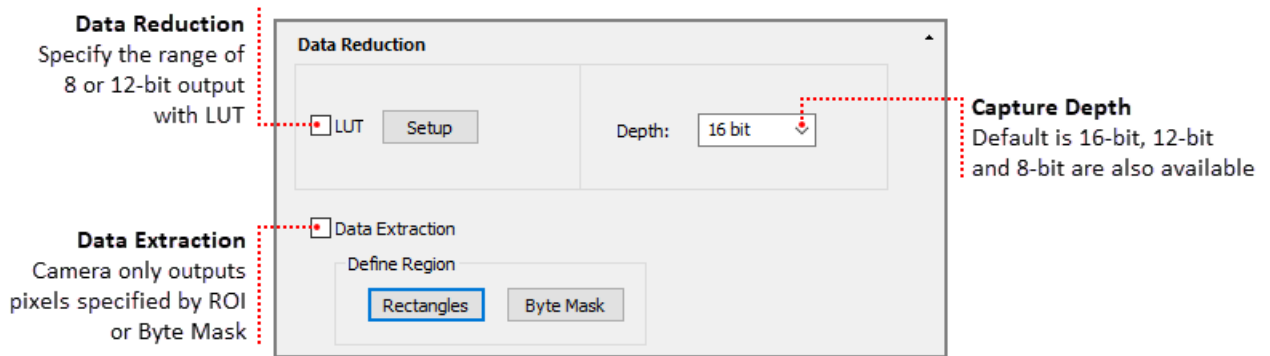 Data Reduction
Specify the range of
8 or 12-bit output
with LUT
Data Reduction
LUT
Setup
Depth:
16 bit
Capture Depth
Default is 16-bit, 12-bit
and 8-bit are also available
Data Extraction
Camera only outputs
pixels specified by ROI
or Byte Mask
Data Extraction
Define Region
Rectangles
Byte Mask